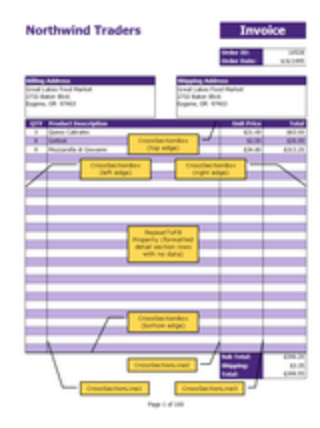 Northwind Traders
Invoice
Order ID:
Order Date:
Billing Address
Shipping Address
Great Lakes Food Market
Great Lakes Food Market
2732 Baker Blvd.
2732 Baker Blvd.
Eugene, OR 97403
Eugene, OR 97403
QTY Product Description Unit Price Total
Queso Cabrales
Mozzarella di Giovanni
CrossSectionBox
(top edge)
CrossSectionBox
(left edge)
CrossSectionBox
(right edge)
RepeatToFill
Property (formatted
detail section rows
with no data)
CrossSectionBox
(bottom edge)
CrossSectionLine2
CrossSectionLine1
CrossSectionLine3
Sub Total:
Shipping:
Total:
Page 1 of 100